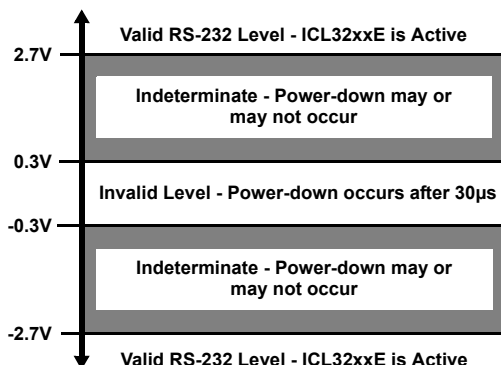 Valid RS-232 Level - ICL32xxE is Active
2.7V
Indeterminate - Power-down may or
may not occur
0.3V
Invalid Level - Power-down occurs after 30µs
-0.3V
Indeterminate - Power-down may or
may not occur
-2.7V
Valid RS-232 Level - ICL32xxE is Active